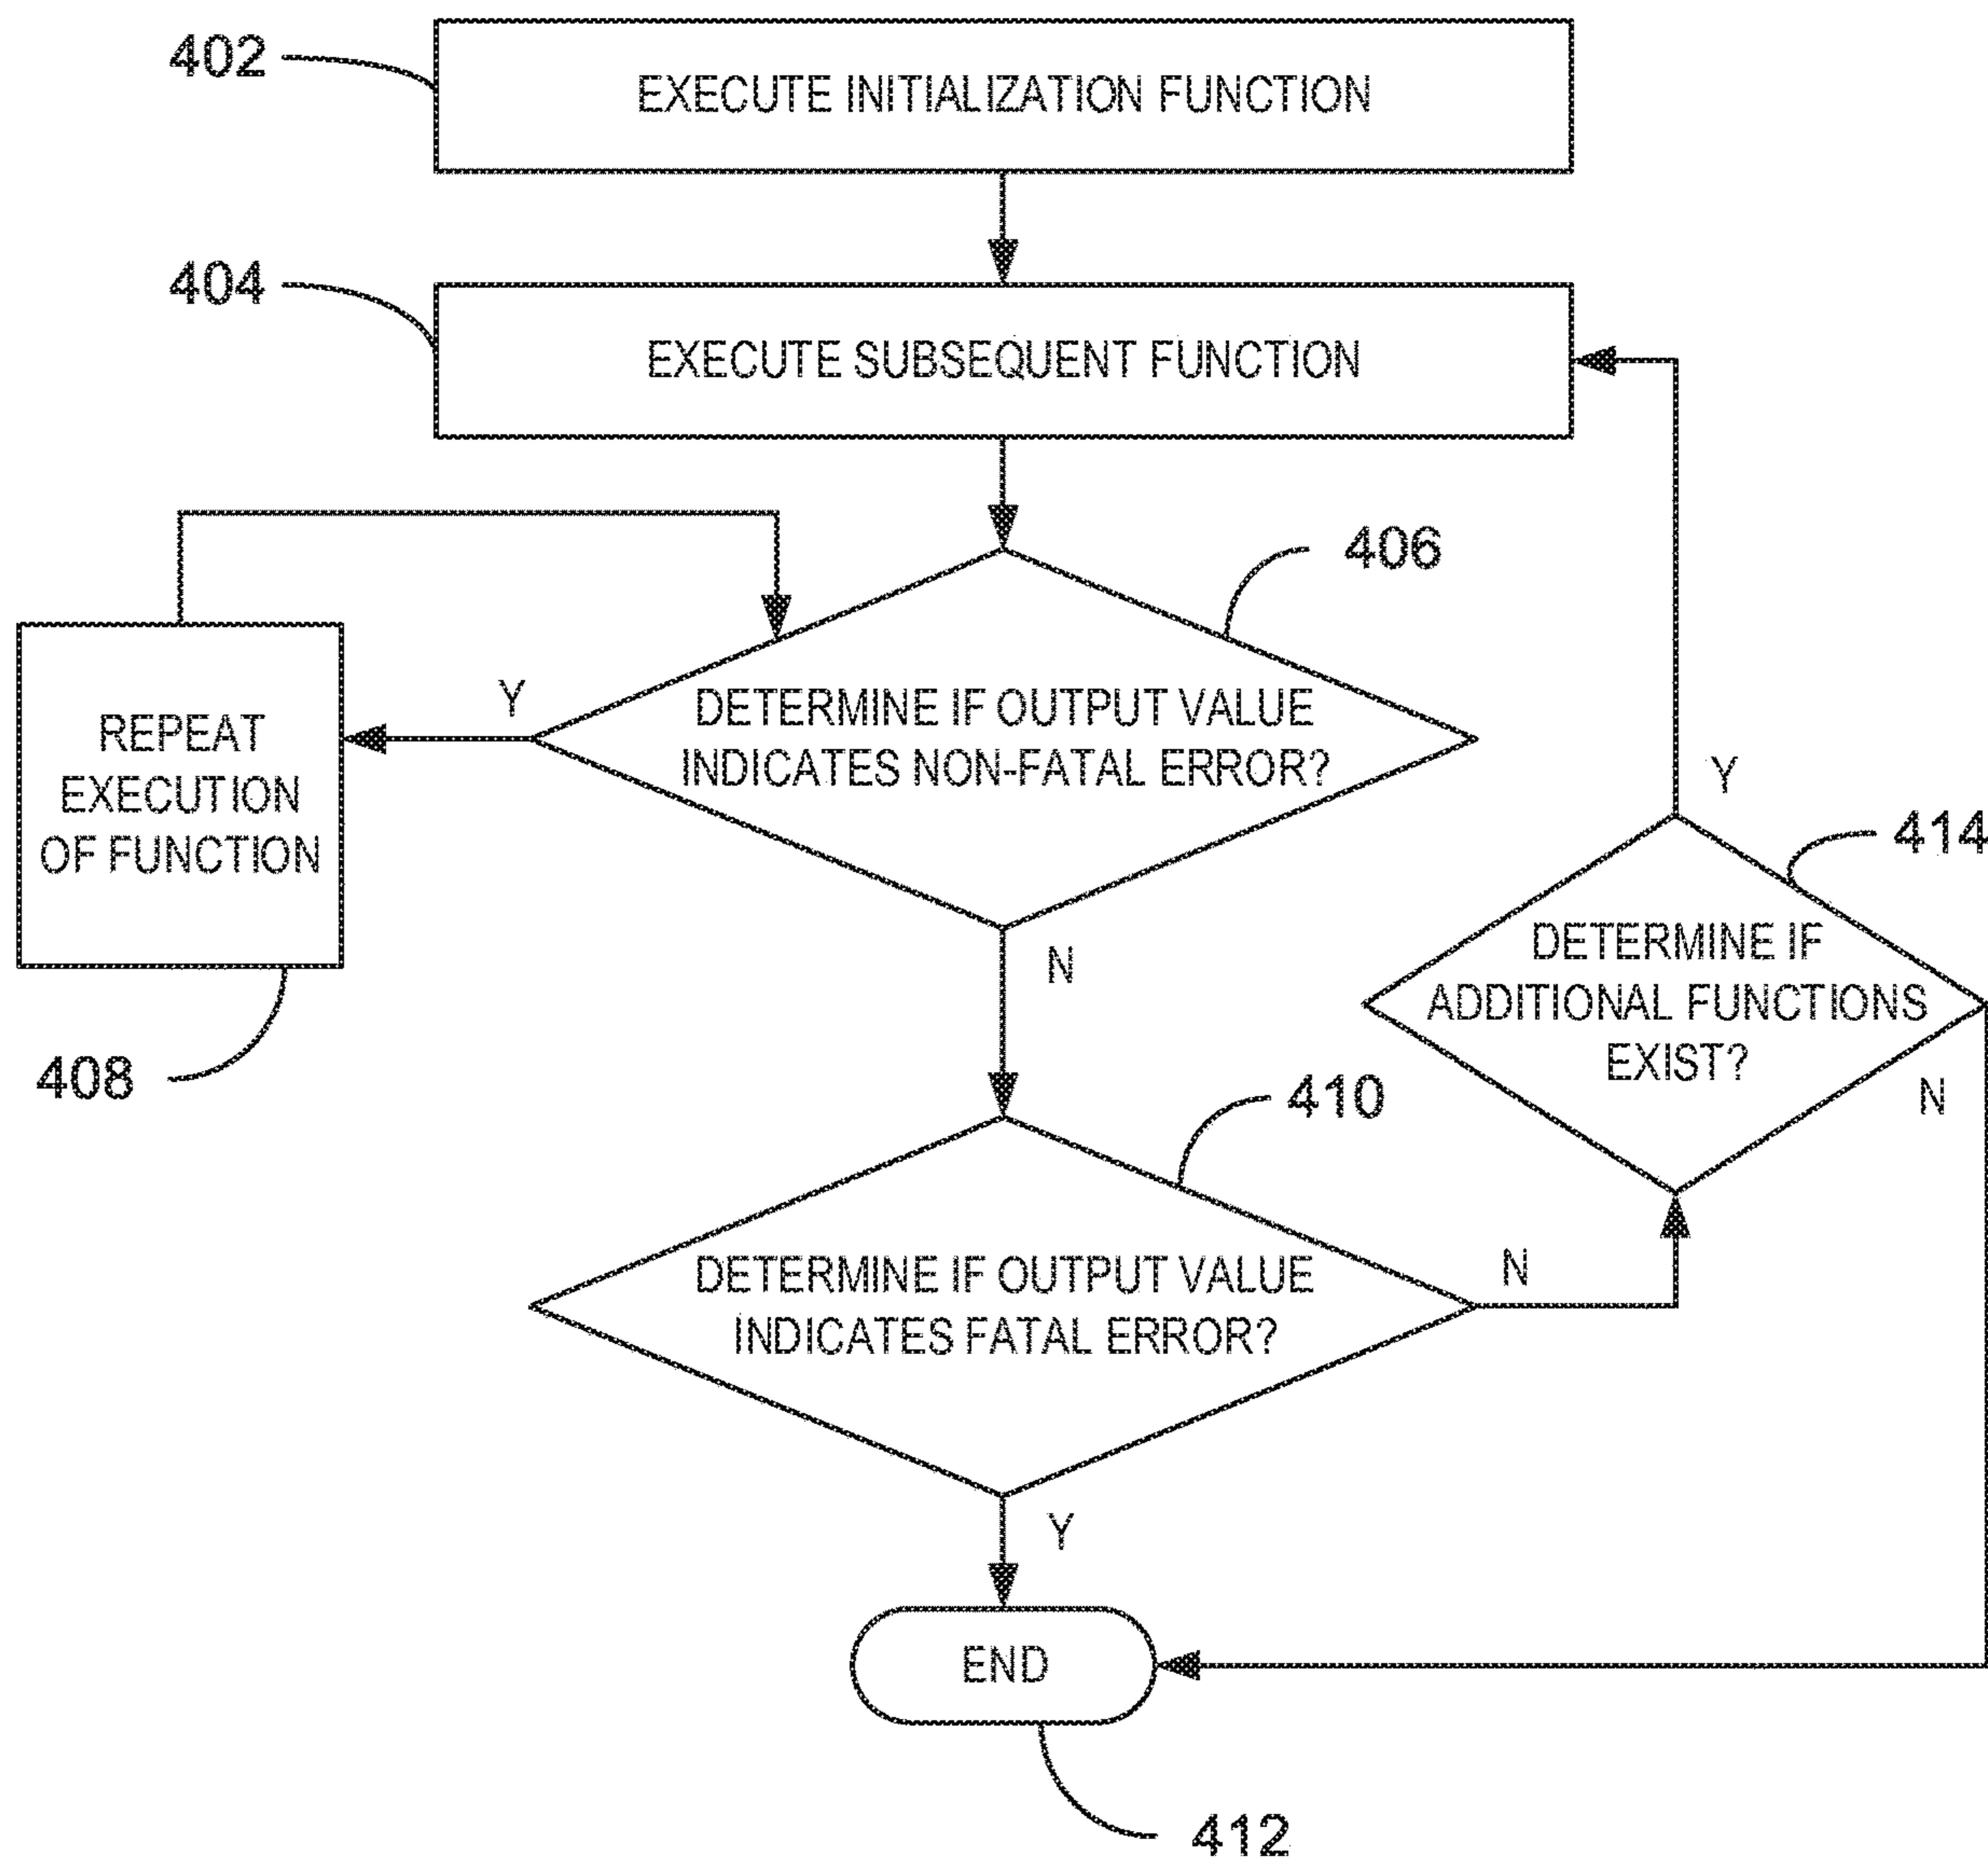 402
EXECUTE INITIALIZATION FUNCTION
404
EXECUTE SUBSEQUENT FUNCTION
406
Y
DETERMINE IF OUTPUT VALUE
INDICATES NON-FATAL ERROR?
REPEAT
EXECUTION
OF FUNCTION
408
N
Y
414
DETERMINE IF
ADDITIONAL FUNCTIONS
EXIST?
N
410
DETERMINE IF OUTPUT VALUE
INDICATES FATAL ERROR?
N
Y
END
412